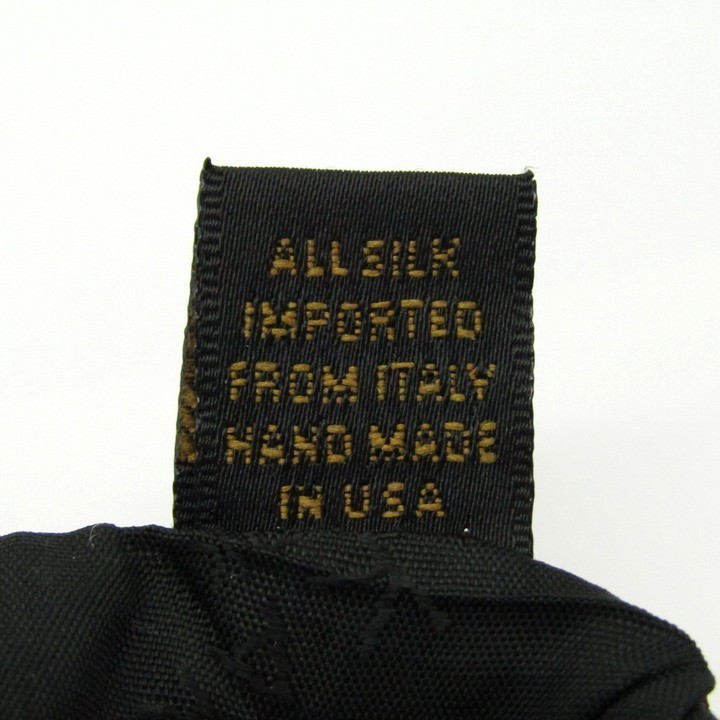 ALL SILK
IMPORTED
FROM ITALY
HAND MADE
IN USA